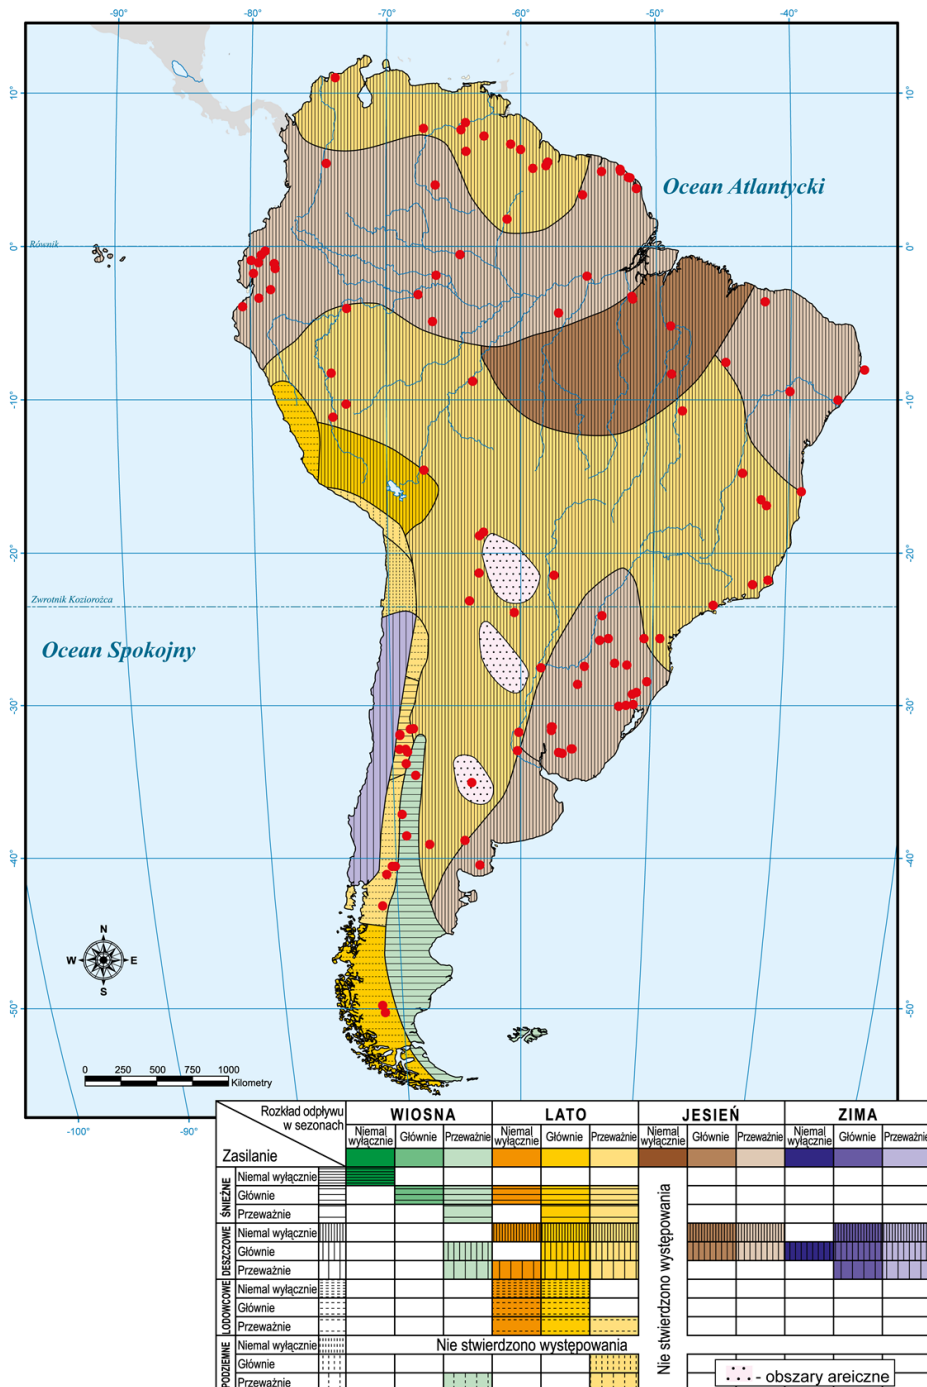 -90° -80° -70° -60° -50° -40°
10° 10°
Ocean Atlantycki
Równik
0° 0°
-10° -10°
-20° -20°
Zwrotnik Koziorożca
Ocean Spokojny
-30° -30°
-40° -40°
N
W E
S
-50° -50°
0 250 500 750 1000
Kilometry
-100° -90°
Rozkład odpływu
w sezonach
WIOSNA LATO JESIEŃ ZIMA
Niemal wyłącznie Głównie Przeważnie Niemal wyłącznie Głównie Przeważnie Niemal wyłącznie Głównie Przeważnie Niemal wyłącznie Głównie Przeważnie
Zasilanie
ŚNIEŻNE
Niemal wyłącznie
Głównie
Przeważnie
DESZCZOWE
Niemal wyłącznie
Głównie
Przeważnie
LODOWCOWE
Niemal wyłącznie
Głównie
Przeważnie
PODZIEMNE
Niemal wyłącznie
Głównie
Przeważnie
Nie stwierdzono występowania
Nie stwierdzono występowania
- obszary areiczne